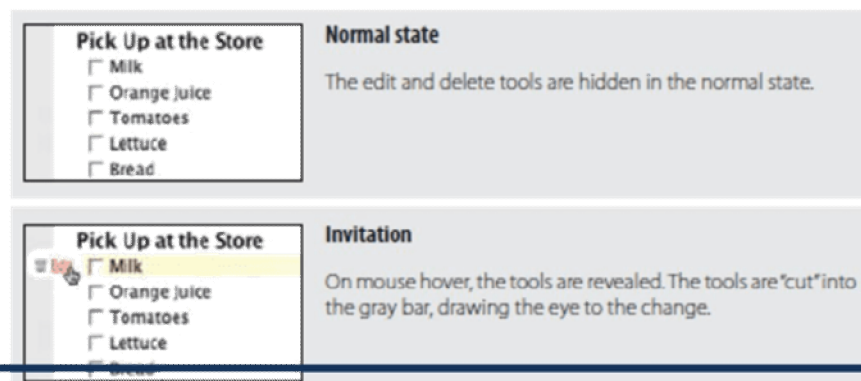 Pick Up at the Store
Milk
Orange Juice
Tomatoes
Lettuce
Bread
Normal state
The edit and delete tools are hidden in the normal state.
Pick Up at the Store
Milk
Orange Juice
Tomatoes
Lettuce
Bread
Invitation
On mouse hover, the tools are revealed. The tools are "cut" into
the gray bar, drawing the eye to the change.